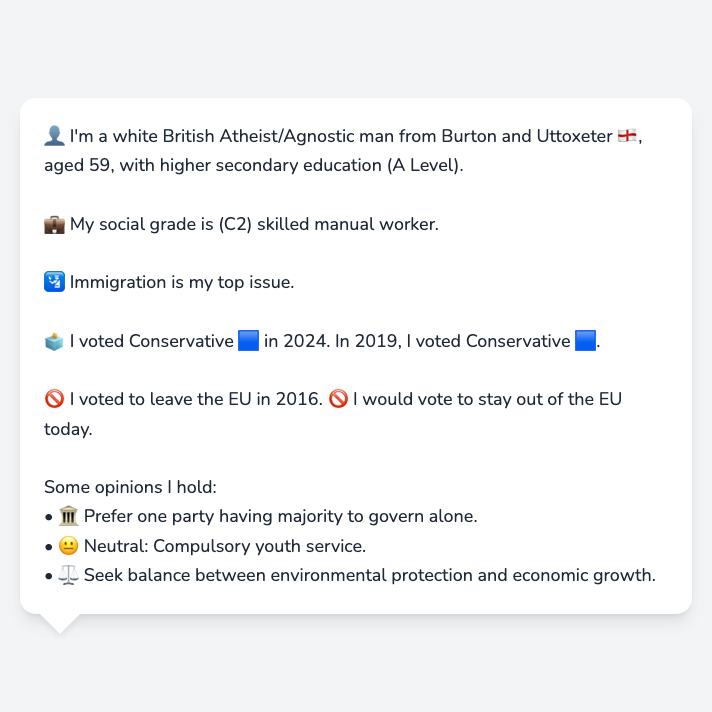 👤 I'm a white British Atheist/Agnostic man from Burton and Uttoxeter 🏴󠁧󠁢󠁥󠁮󠁧󠁿,
aged 59, with higher secondary education (A Level).
💼 My social grade is (C2) skilled manual worker.
🛂 Immigration is my top issue.
🗳️ I voted Conservative 🟦 in 2024. In 2019, I voted Conservative 🟦.
🚫 I voted to leave the EU in 2016. 🚫 I would vote to stay out of the EU
today.
Some opinions I hold:
• 🏛️ Prefer one party having majority to govern alone.
• 😐 Neutral: Compulsory youth service.
• ⚖️ Seek balance between environmental protection and economic growth.